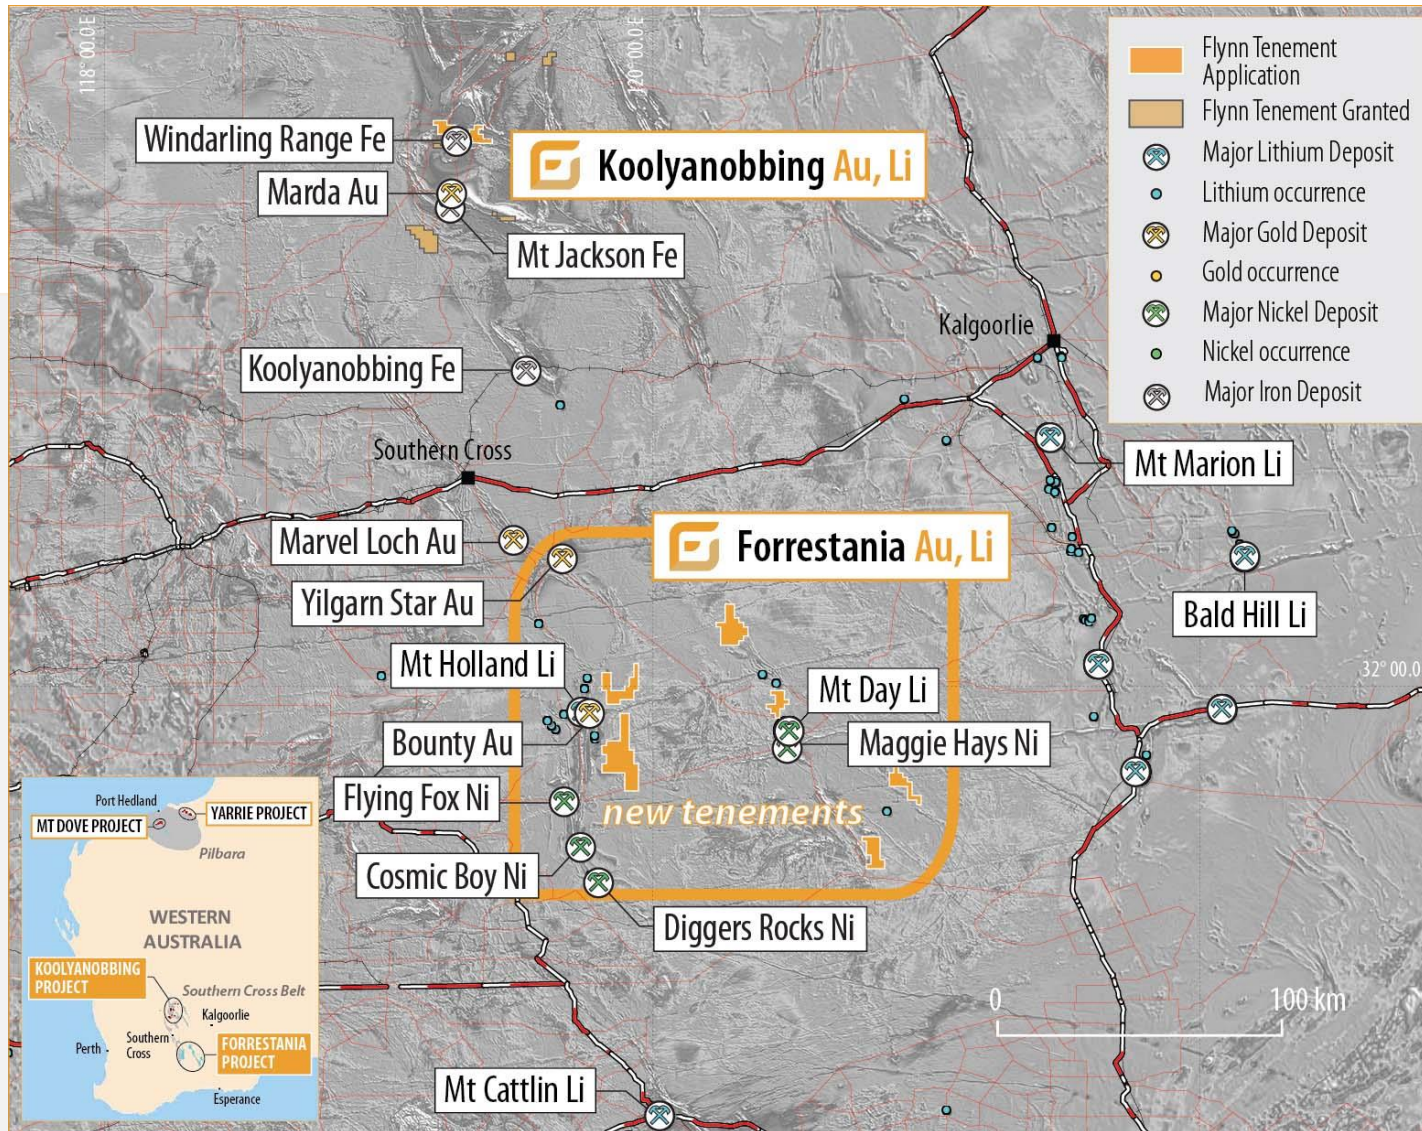 118° 00.0 E
120° 00.0 E
Flynn Tenement
Application
Flynn Tenement Granted
Major Lithium Deposit
Lithium occurrence
Major Gold Deposit
Gold occurrence
Major Nickel Deposit
Nickel occurrence
Major Iron Deposit
Windarling Range Fe
Koolyanobbing Au, Li
Marda Au
Mt Jackson Fe
Kalgoorlie
Koolyanobbing Fe
Southern Cross
Mt Marion Li
Marvel Loch Au
Forrestania Au, Li
Yilgarn Star Au
Bald Hill Li
Mt Holland Li
32° 00.0
Mt Day Li
Bounty Au
Maggie Hays Ni
Flying Fox Ni
new tenements
Cosmic Boy Ni
Diggers Rocks Ni
Port Hedland
YARRIE PROJECT
MT DOVE PROJECT
Pilbara
WESTERN
AUSTRALIA
KOOLYANOBBING
PROJECT
Southern Cross Belt
Kalgoorlie
Southern
Cross
Perth
FORRESTANIA
PROJECT
Esperance
0
100 km
Mt Cattlin Li